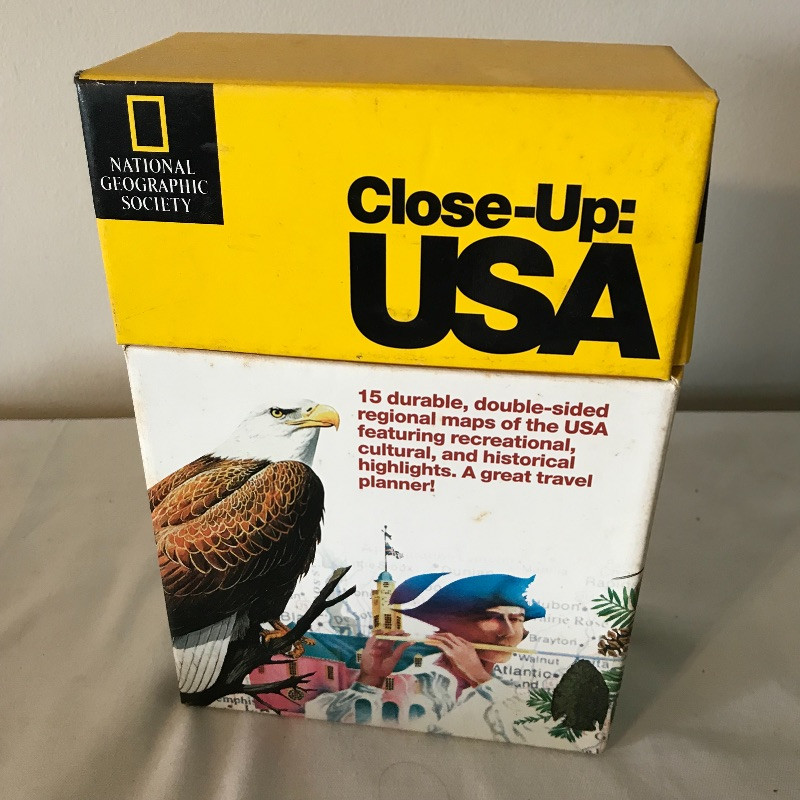 NATIONAL
GEOGRAPHIC
SOCIETY
Close-Up:
USA
15 durable, double-sided
regional maps of the USA
featuring recreational,
cultural, and historical
highlights. A great travel
planner!
Brayton
Walnut
Atlantic